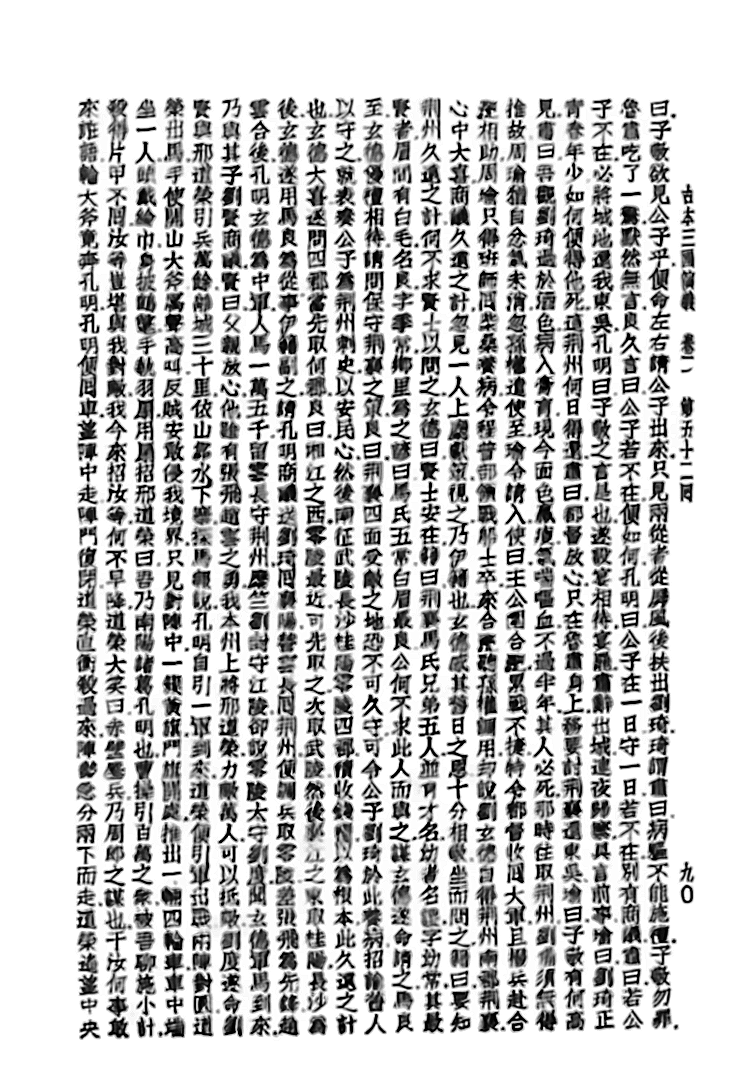 古本三國演義　卷一　第五十二回　九〇
曰子敬欲見公子乎便命左右請公子出來只見兩從者從屏風後扶出劉琦琦謂肅曰病軀不能施禮子敬勿罪
魯肅吃了一驚默然無言良久言曰公子若不在便如何孔明曰公子在一日守一日若不在別有商議肅曰若公
子不在必將城池還我東吳孔明曰子敬之言是也遂設宴相待宴罷肅辭出城連夜歸寨具言前事瑜曰劉琦正
青春年少如何便得他死這荊州何日得還肅曰都督放心只在魯肅身上務要討荊襄還東吳瑜曰子敬有何高
見肅曰吾觀劉琦過於酒色病入膏肓現今面色羸瘦氣喘嘔血不過半年其人必死那時往取荊州劉備須無得
推故周瑜猶自忿氣未消忽孫權遣使至瑜令請入使曰主公圍合淝累戰不捷特令都督收回大軍且撥兵赴合
淝相助周瑜只得班師回柴桑養病令程普部領戰船士卒來合淝聽孫權調用却說劉玄德自得荊州南郡荊襄
心中大喜商議久遠之計忽見一人上廳獻策視之乃伊籍也玄德感其舊日之恩十分相敬坐而問之籍曰要知
荊州久遠之計何不求賢士以問之玄德曰賢士安在籍曰荊襄馬氏兄弟五人並有才名幼者名謖字幼常其最
賢者眉間有白毛名良字季常鄉里為之諺曰馬氏五常白眉最良公何不求此人而與之謀玄德遂命請之馬良
至玄德優禮相待請問保守荊襄之策良曰荊襄四面受敵之地恐不可久守可令公子劉琦於此養病招諭舊人
以守之就表奏公子為荊州刺史以安民心然後南征武陵長沙桂陽零陵四郡積收錢糧以為根本此久遠之計
也玄德大喜遂問四郡當先取何郡良曰湘江之西零陵最近可先取之次取武陵然後湘江之東取桂陽長沙為
後玄德遂用馬良為從事伊籍副之請孔明商議送劉琦回襄陽替雲長回荊州便調兵取零陵差張飛為先鋒趙
雲合後孔明玄德為中軍人馬一萬五千留雲長守荊州糜竺劉封守江陵卻說零陵太守劉度聞玄德軍馬到來
乃與其子劉賢商議賢曰父親放心他雖有張飛趙雲之勇我本州上將邢道榮力敵萬人可以抵敵劉度遂命劉
賢與邢道榮引兵萬餘離城三十里依山靠水下寨探馬報說孔明自引一軍到來道榮便引軍出戰兩陣對圓道
榮出馬手使開山大斧厲聲高叫反賊安敢侵我境界只見對陣中一簇黃旗門旗開處推出一輛四輪車車中端
坐一人頭戴綸巾身披鶴氅手執羽扇用扇招邢道榮曰吾乃南陽諸葛孔明也曹操引百萬之眾被吾聊施小計
殺得片甲不回汝等豈堪與我對敵我今來招汝等何不早降道榮大笑曰赤壁鏖兵乃周郎之謀也干汝何事敢
來誑語輪大斧竟奔孔明孔明便回車望陣中走陣門復閉道榮直衝殺過來陣勢急分兩下而走道榮遙望中央